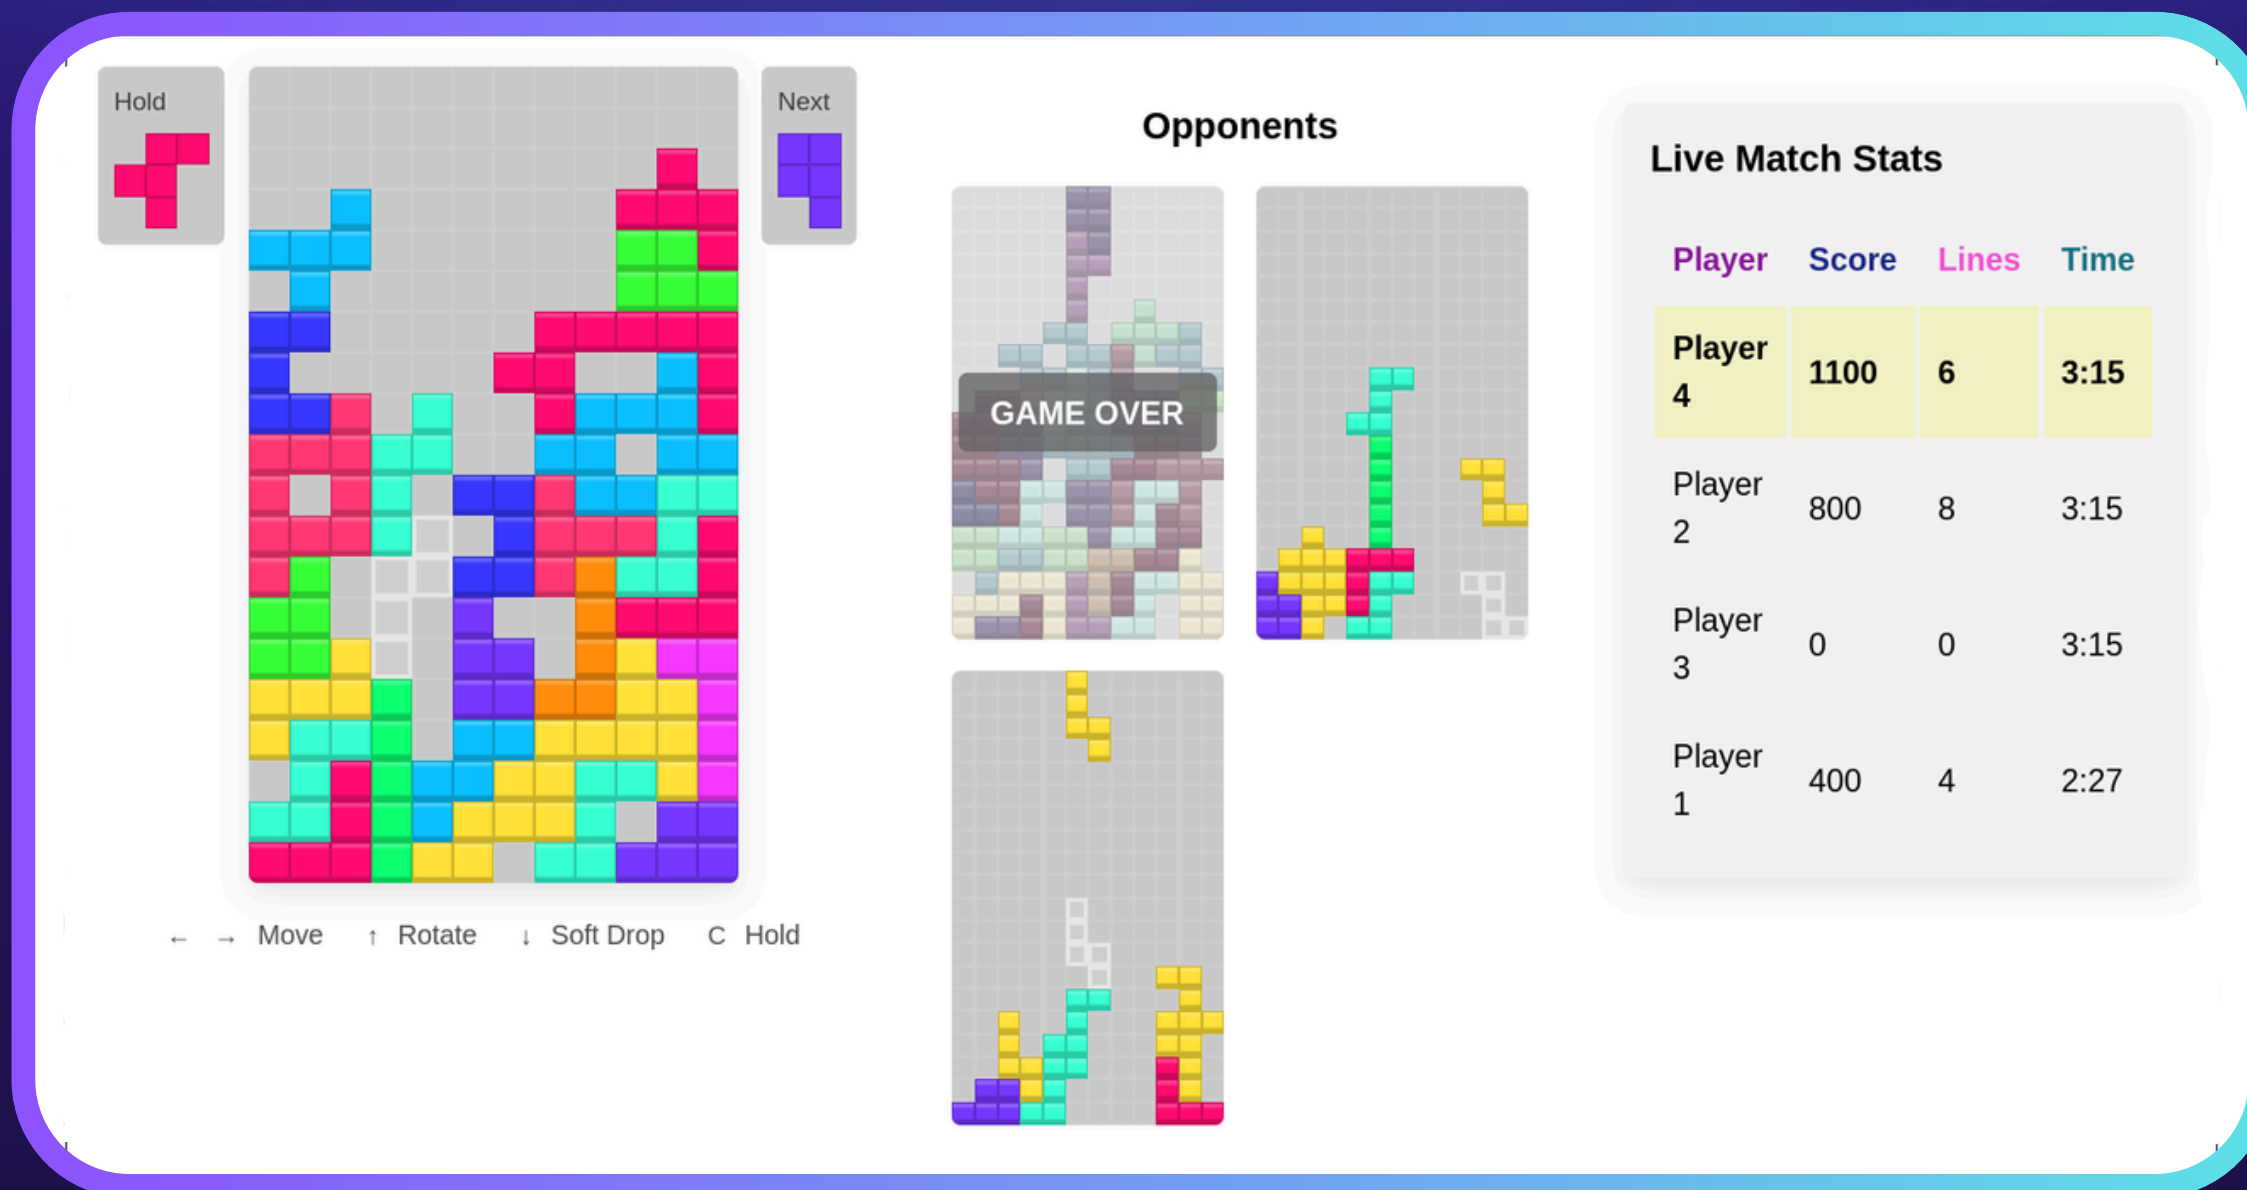 Hold
Next
← → Move ↑ Rotate ↓ Soft Drop C Hold
Opponents
GAME OVER
Live Match Stats
Player Score Lines Time
Player 4 1100 6 3:15
Player 2 800 8 3:15
Player 3 0 0 3:15
Player 1 400 4 2:27